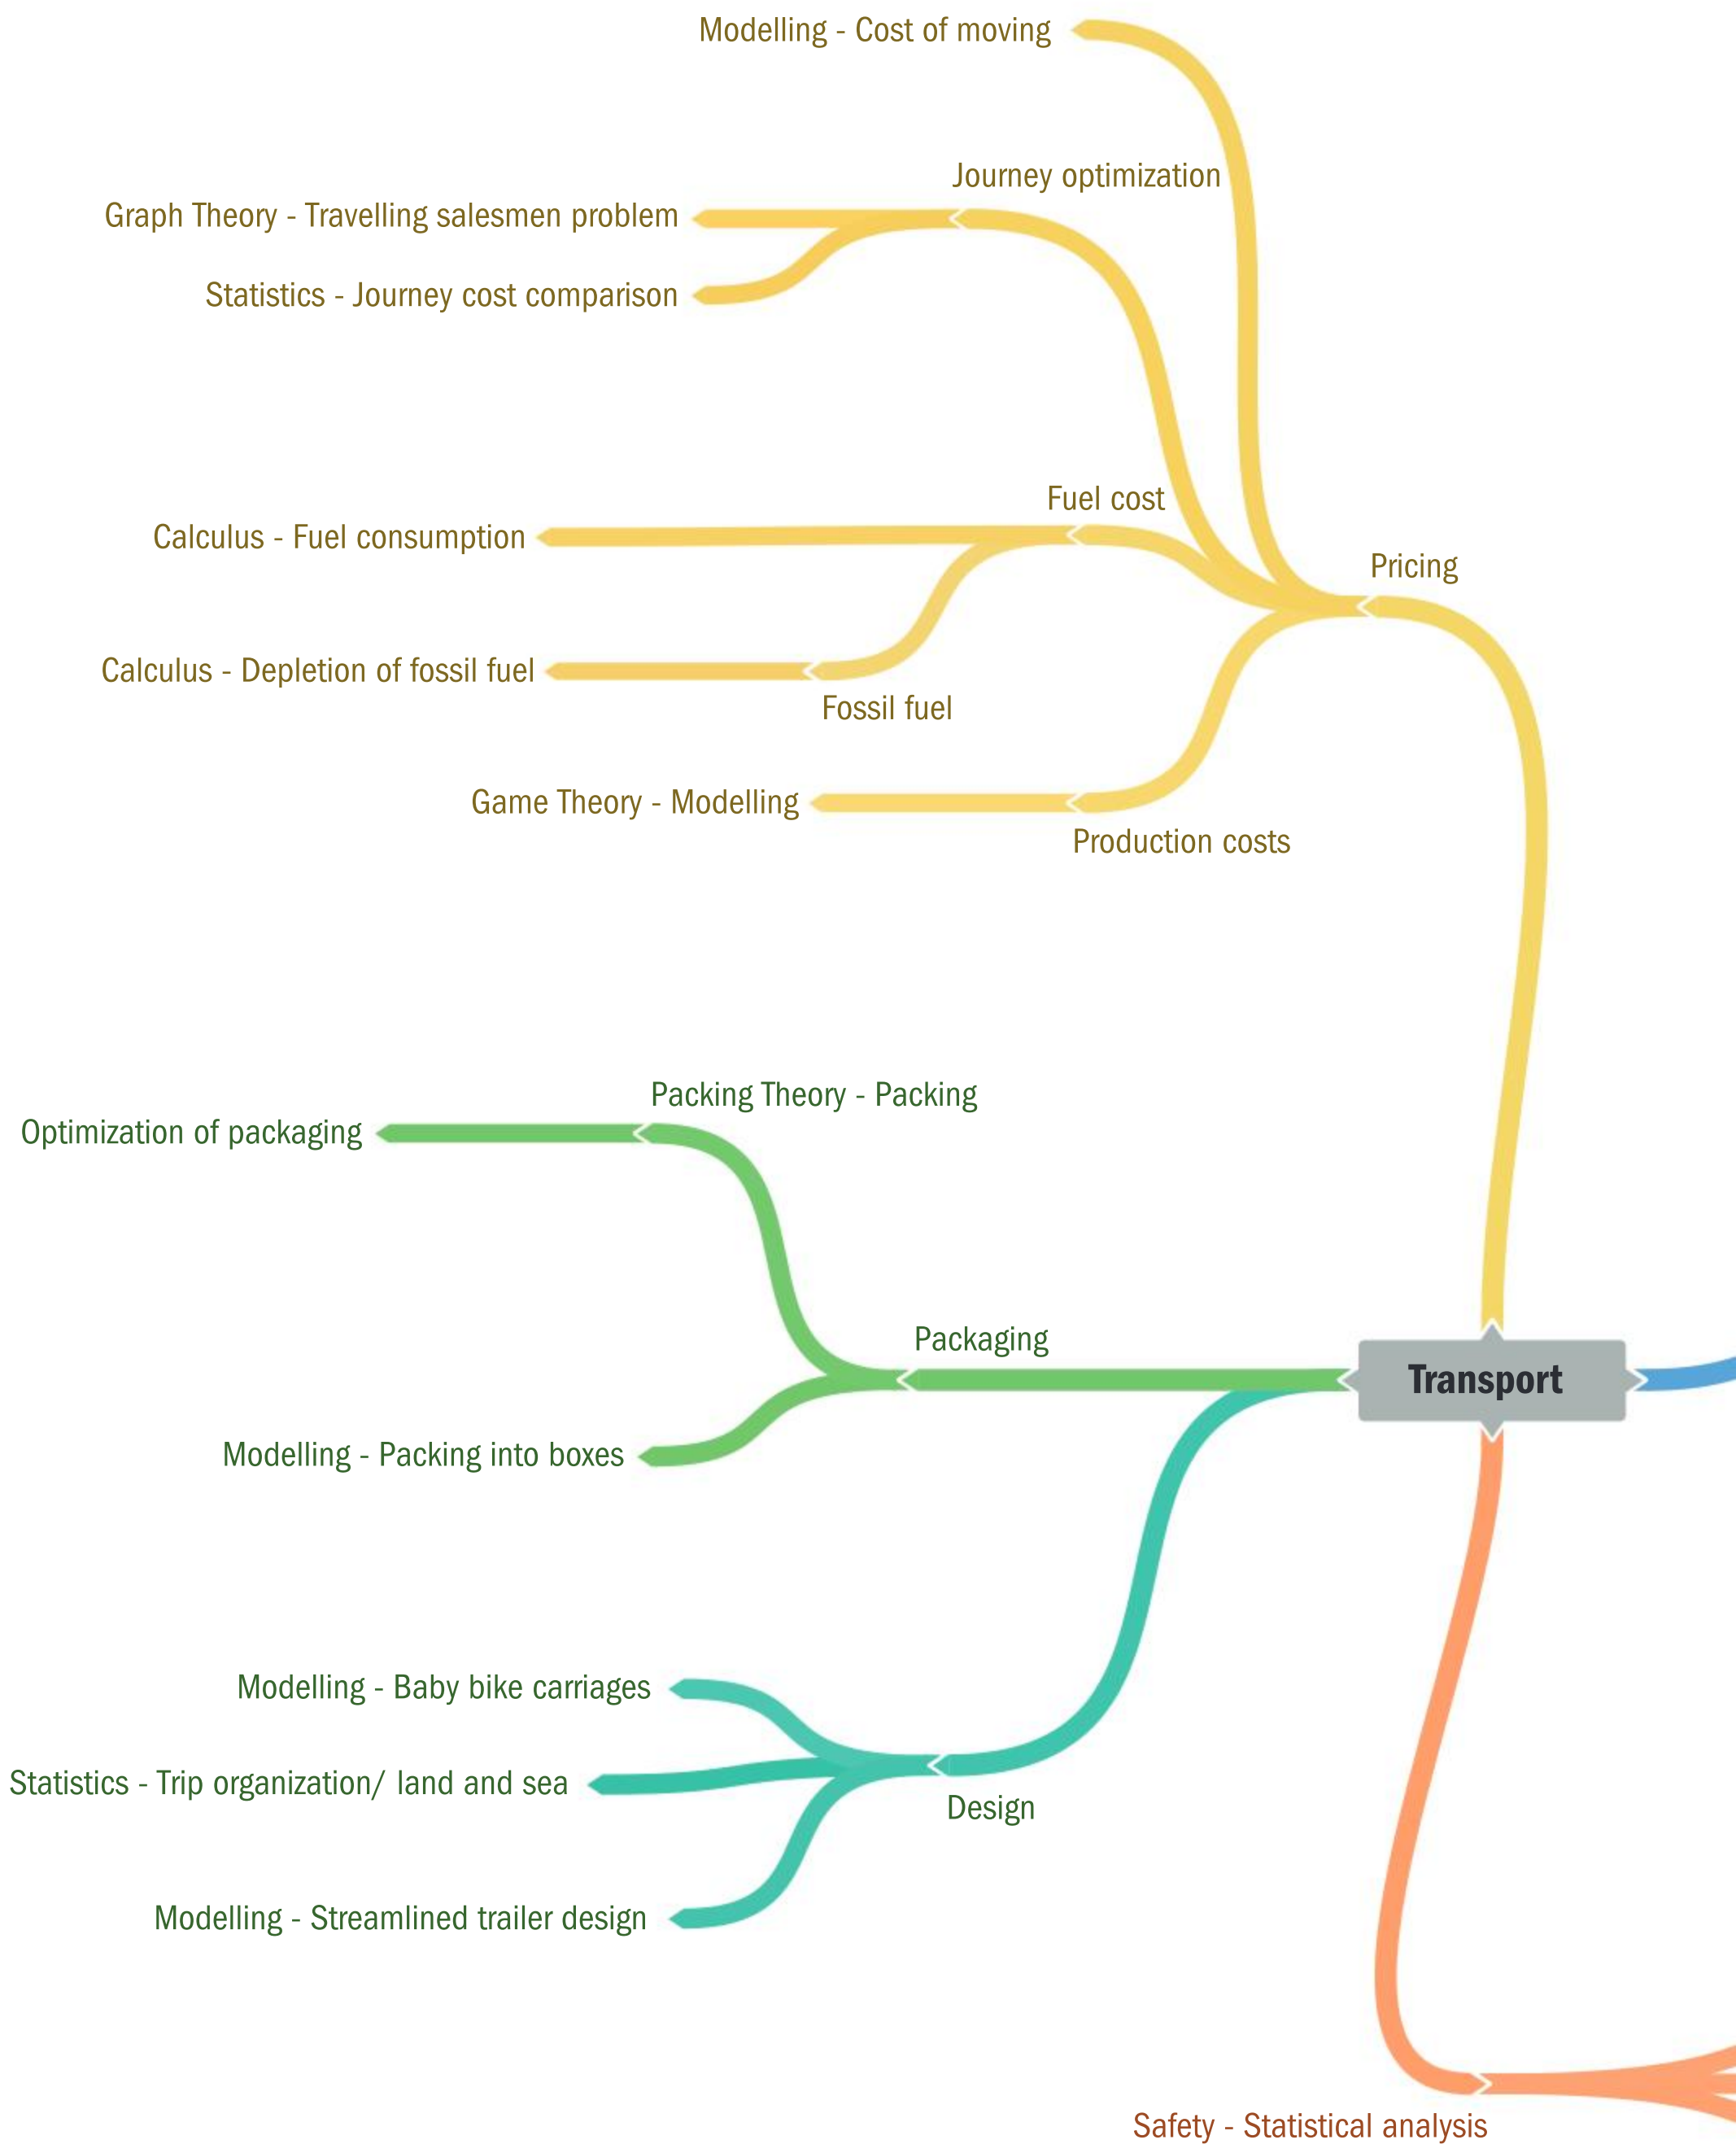 Modelling - Cost of moving
Journey optimization
Graph Theory - Travelling salesmen problem
Statistics - Journey cost comparison
Fuel cost
Calculus - Fuel consumption
Pricing
Calculus - Depletion of fossil fuel
Fossil fuel
Game Theory - Modelling
Production costs
Packing Theory - Packing
Optimization of packaging
Packaging
Transport
Modelling - Packing into boxes
Modelling - Baby bike carriages
Statistics - Trip organization/ land and sea
Design
Modelling - Streamlined trailer design
Safety - Statistical analysis